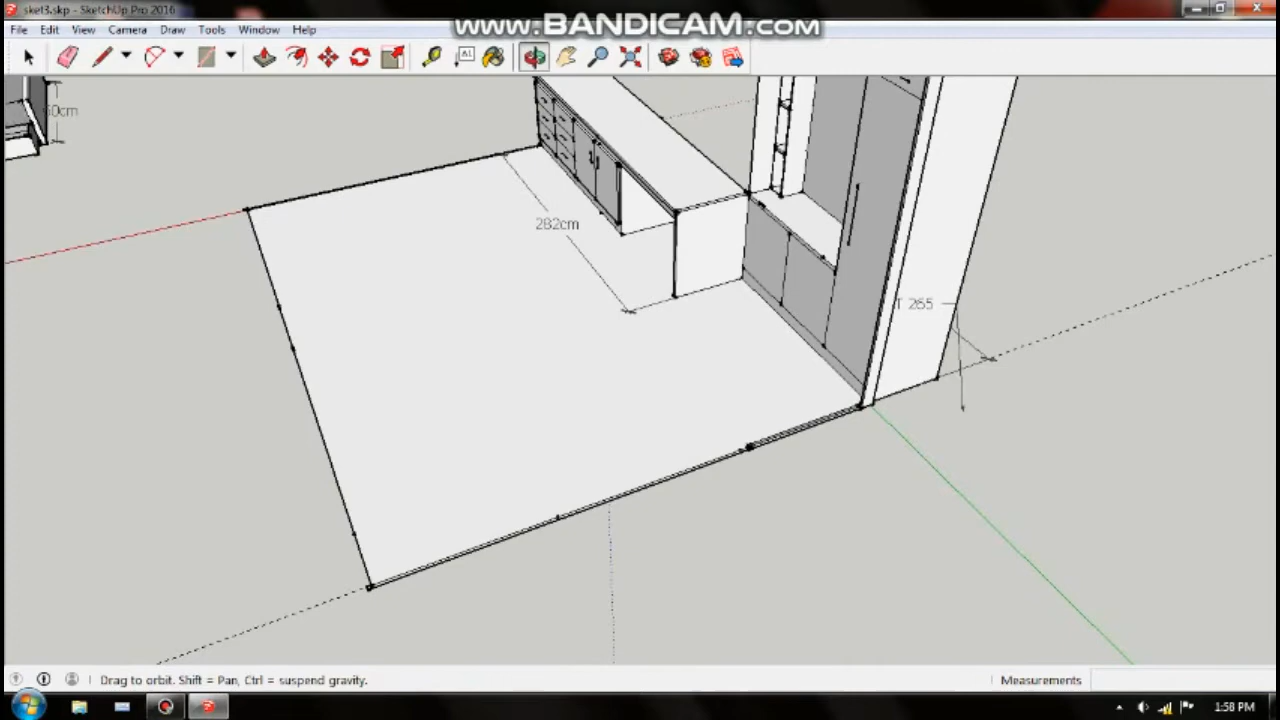 sket3.skp - SketchUp Pro 2016
WWW.BANDICAM.COM
File Edit View Camera Draw Tools Window Help
A1
282cm
T 265
Drag to orbit. Shift = Pan, Ctrl = suspend gravity.
Measurements
1:58 PM